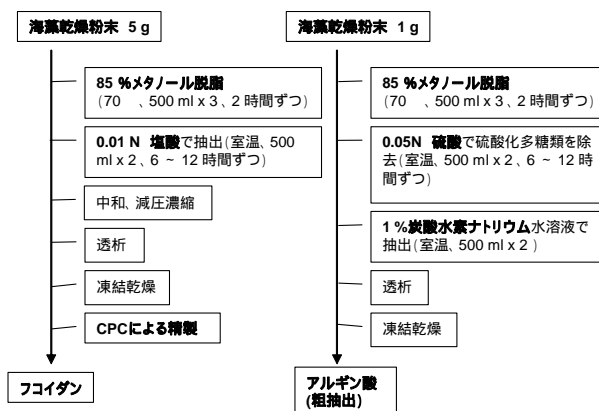 海藻乾燥粉末 5 g
85 %メタノール脱脂
(70 、500 ml x 3、2 時間ずつ)
0.01 N 塩酸で抽出(室温、500
ml x 2、6 ~ 12 時間ずつ)
中和、減圧濃縮
透析
凍結乾燥
CPCによる精製
フコイダン
海藻乾燥粉末 1 g
85 %メタノール脱脂
(70 、500 ml x 3、2 時間ずつ)
0.05N 硫酸で硫酸化多糖類を除
去(室温、500 ml x 2、6 ~ 12 時
間ずつ)
1 %炭酸水素ナトリウム水溶液で
抽出(室温、500 ml x 2 )
透析
凍結乾燥
アルギン酸
(粗抽出)